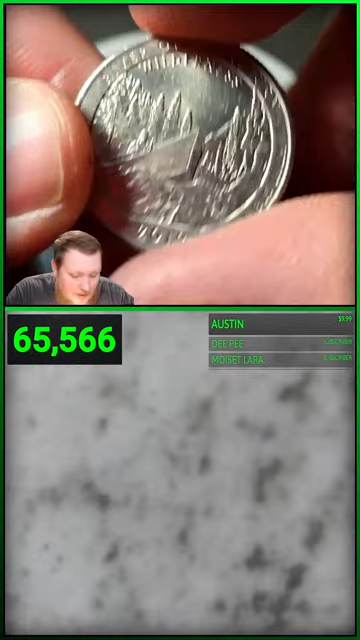 65,566
AUSTIN
$9.99
DEE PEE
SUBSCRIBER
MOISET LARA
SUBSCRIBER